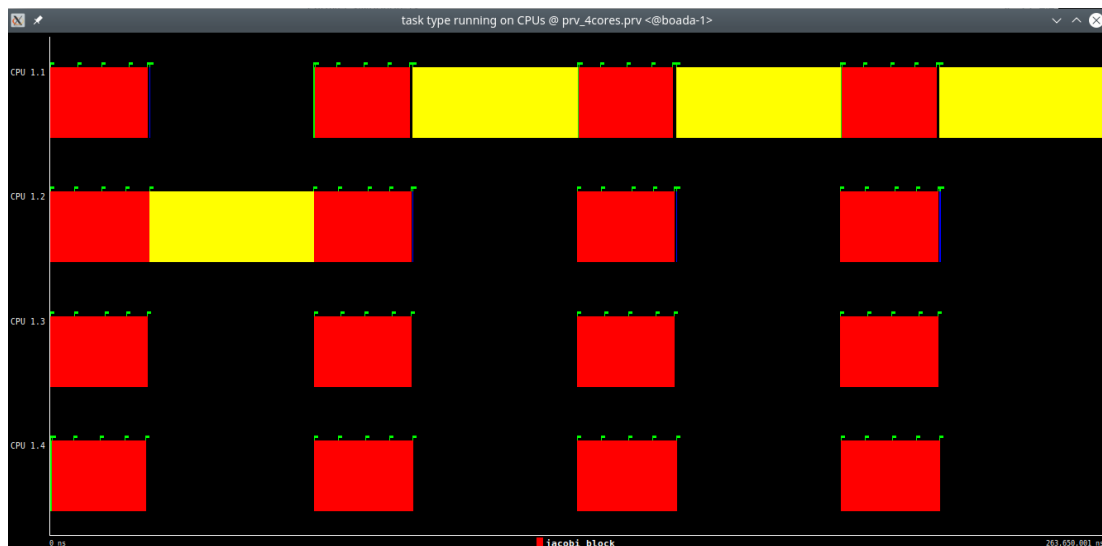 task type running on CPUs @ prv_4cores.prv <@boada-1>
CPU 1.1
CPU 1.2
CPU 1.3
CPU 1.4
0 ns
jacobi_block
263,650.001 ns